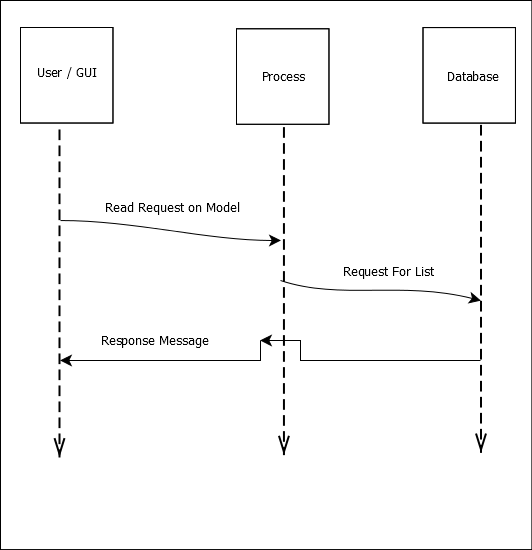 User / GUI
Process
Database
Read Request on Model
Request For List
Response Message